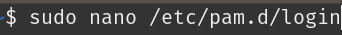 ~$ sudo nano /etc/pam.d/login